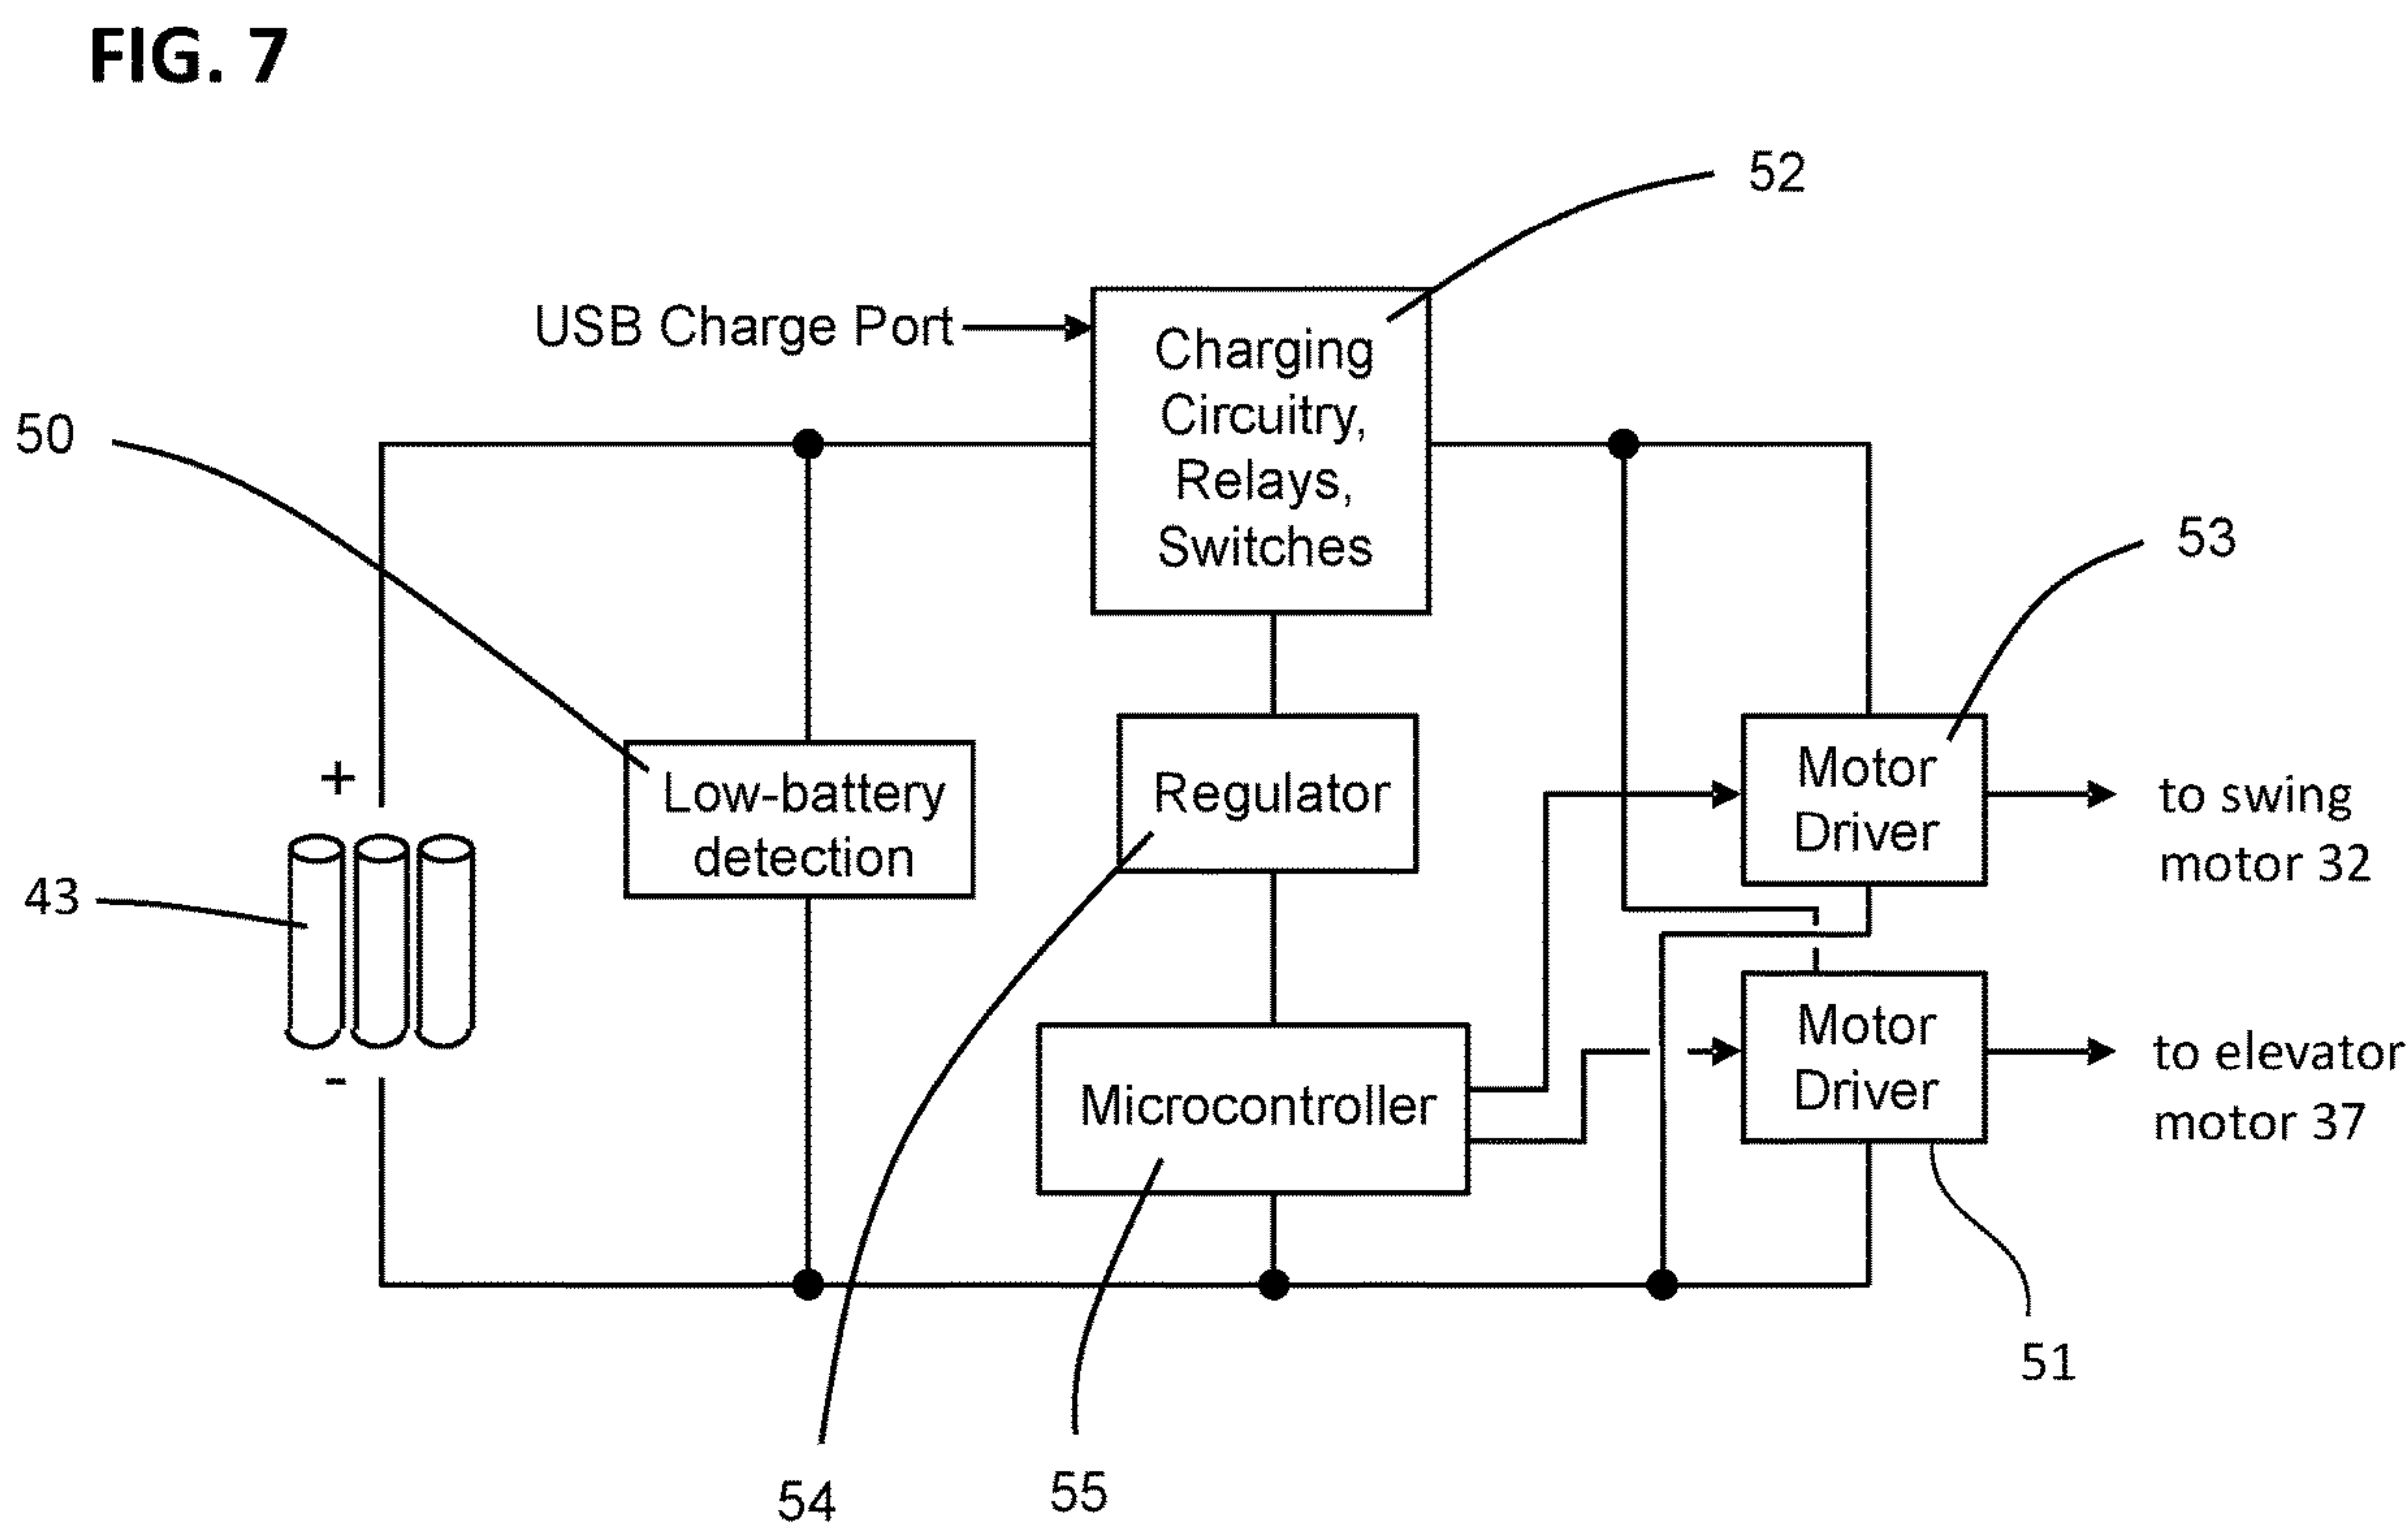 FIG. 7
52
USB Charge Port
Charging
Circuitry,
Relays,
Switches
50
53
+
Low-battery
detection
Regulator
Motor
Driver
to swing
motor 32
43
-
Microcontroller
Motor
Driver
to elevator
motor 37
51
54
55